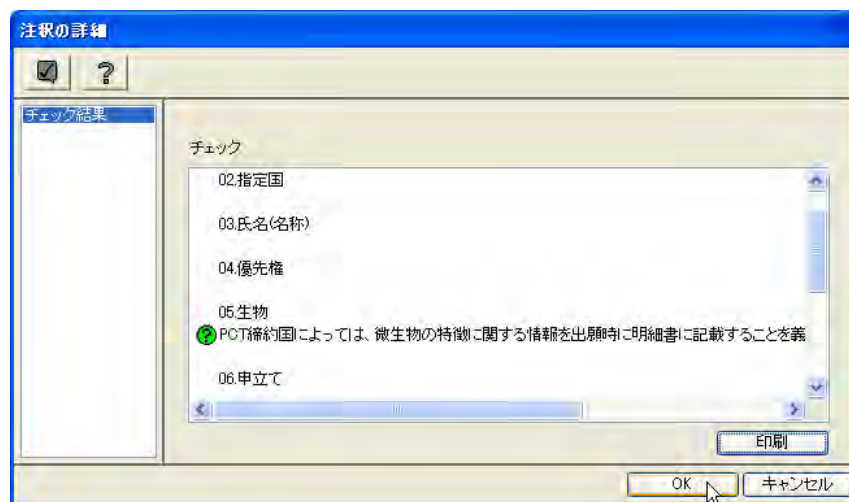 注釈の詳細
?
チェック結果
チェック
02.指定国
03.氏名(名称)
04.優先権
05.生物
? PCT締約国によっては、微生物の特徴に関する情報を出願時に明細書に記載することを義
06.申立て
印刷
OK
キャンセル